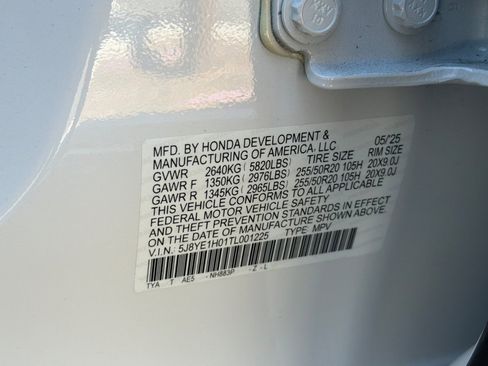 MFD. BY HONDA DEVELOPMENT & 05/25
MANUFACTURING OF AMERICA, LLC
GVWR 2640KG (5820LBS) TIRE SIZE RIM SIZE
GAWR F 1350KG (2976LBS) 255/50R20 105H 20X9.0J
GAWR R 1345KG (2965LBS) 255/50R20 105H 20X9.0J
THIS VEHICLE CONFORMS TO ALL APPLICABLE
FEDERAL MOTOR VEHICLE SAFETY
AND THEFT PREVENTION STANDARDS IN EFFECT
ON THE DATE OF MANUFACTURE SHOWN ABOVE.
V.I.N.: 5J8YE1H01TL001225 TYPE: MPV
TYA T AE5 - NH883P - Z - L